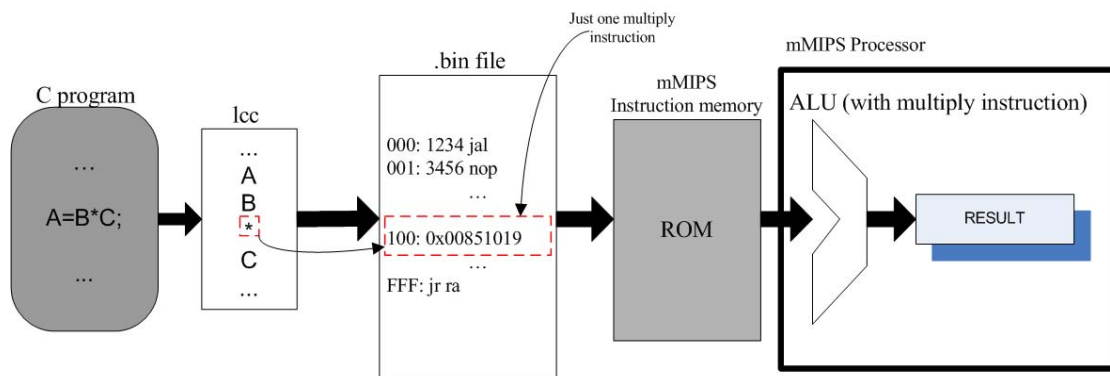 Just one multiply
instruction
mMIPS Processor
.bin file
mMIPS
Instruction memory
C program
lcc
ALU (with multiply instruction)
...
A=B*C;
...
...
A
B
*
C
...
000: 1234 jal
001: 3456 nop
...
100: 0x00851019
...
FFF: jr ra
ROM
RESULT